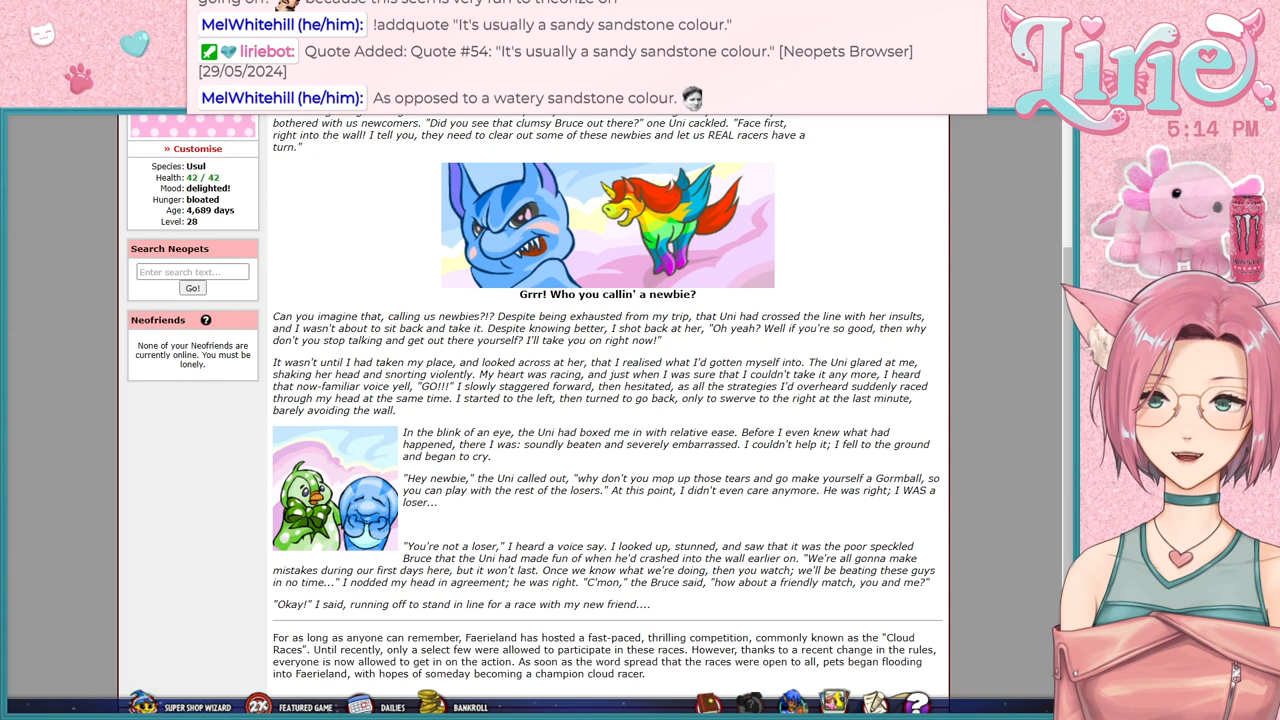 going on! because this seems very fun to theorize on
MelWhitehill (he/him): !addquote "It's usually a sandy sandstone colour."
liriebot: Quote Added: Quote #54: "It's usually a sandy sandstone colour." [Neopets Browser]
[29/05/2024]
MelWhitehill (he/him): As opposed to a watery sandstone colour.
Lirie
5:14 PM
» Customise
Species: Usul
Health: 42 / 42
Mood: delighted!
Hunger: bloated
Age: 4,689 days
Level: 28
Search Neopets
Enter search text...
Go!
Neofriends ?
None of your Neofriends are
currently online. You must be
lonely.
bothered with us newcomers. "Did you see that clumsy Bruce out there?" one Uni cackled. "Face first,
right into the wall! I tell you, they need to clear out some of these newbies and let us REAL racers have a
turn."
Grrr! Who you callin' a newbie?
Can you imagine that, calling us newbies?!? Despite being exhausted from my trip, that Uni had crossed the line with her insults,
and I wasn't about to sit back and take it. Despite knowing better, I shot back at her, "Oh yeah? Well if you're so good, then why
don't you stop talking and get out there yourself? I'll take you on right now!"
It wasn't until I had taken my place, and looked across at her, that I realised what I'd gotten myself into. The Uni glared at me,
shaking her head and snorting violently. My heart was racing, and just when I was sure that I couldn't take it any more, I heard
that now-familiar voice yell, "GO!!!" I slowly staggered forward, then hesitated, as all the strategies I'd overheard suddenly raced
through my head at the same time. I started to the left, then turned to go back, only to swerve to the right at the last minute,
barely avoiding the wall.
In the blink of an eye, the Uni had boxed me in with relative ease. Before I even knew what had
happened, there I was: soundly beaten and severely embarrassed. I couldn't help it; I fell to the ground
and began to cry.
"Hey newbie," the Uni called out, "why don't you mop up those tears and go make yourself a Gormball, so
you can play with the rest of the losers." At this point, I didn't even care anymore. He was right; I WAS a
loser...
"You're not a loser," I heard a voice say. I looked up, stunned, and saw that it was the poor speckled
Bruce that the Uni had made fun of when he'd crashed into the wall earlier on. "We're all gonna make
mistakes during our first days here, but it won't last. Once we know what we're doing, then you watch; we'll be beating these guys
in no time..." I nodded my head in agreement; he was right. "C'mon," the Bruce said, "how about a friendly match, you and me?"
"Okay!" I said, running off to stand in line for a race with my new friend....
For as long as anyone can remember, Faerieland has hosted a fast-paced, thrilling competition, commonly known as the "Cloud
Races". Until recently, only a select few were allowed to participate in these races. However, thanks to a recent change in the rules,
everyone is now allowed to get in on the action. As soon as the word spread that the races were open to all, pets began flooding
into Faerieland, with hopes of someday becoming a champion cloud racer.
SUPER SHOP WIZARD
2X FEATURED GAME
DAILIES
BANKROLL
?